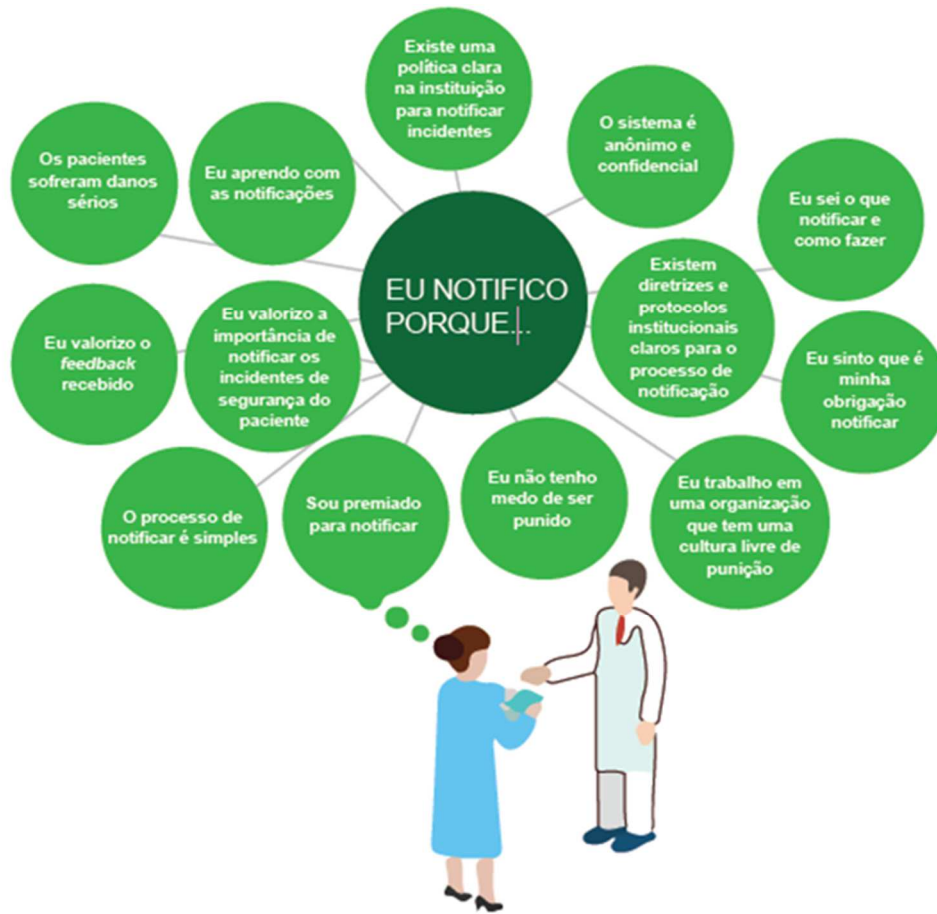 Existe uma
política clara
na instituição
para notificar
incidentes
O sistema é
anônimo e
confidencial
Os pacientes
sofreram danos
sérios
Eu aprendo com
as notificações
Eu sei o que
notificar e
como fazer
EU NOTIFICO
PORQUE...
Existem
diretrizes e
protocolos
institucionais
claros para o
processo de
notificação
Eu valorizo o
feedback
recebido
Eu valorizo a
importância de
notificar os
incidentes de
segurança do
paciente
Eu sinto que é
minha
obrigação
notificar
O processo de
notificar é simples
Sou premiado
para notificar
Eu não tenho
medo de ser
punido
Eu trabalho em
uma organização
que tem uma
cultura livre de
punição